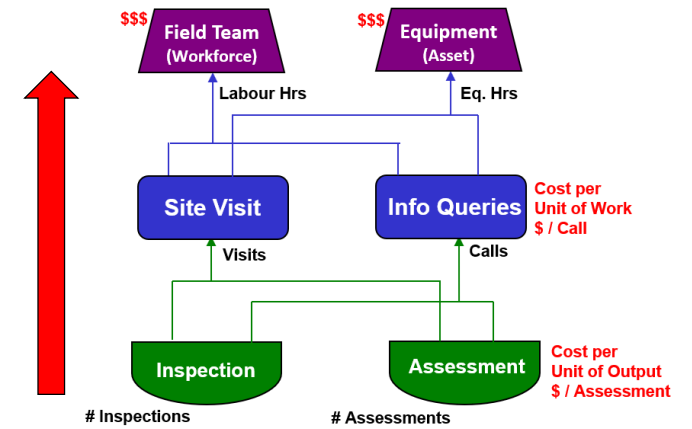 $$$
Field Team
(Workforce)
$$$
Equipment
(Asset)
Labour Hrs
Eq. Hrs
Site Visit
Info Queries
Cost per
Unit of Work
$ / Call
Visits
Calls
Inspection
Assessment
Cost per
Unit of Output
$ / Assessment
# Inspections
# Assessments